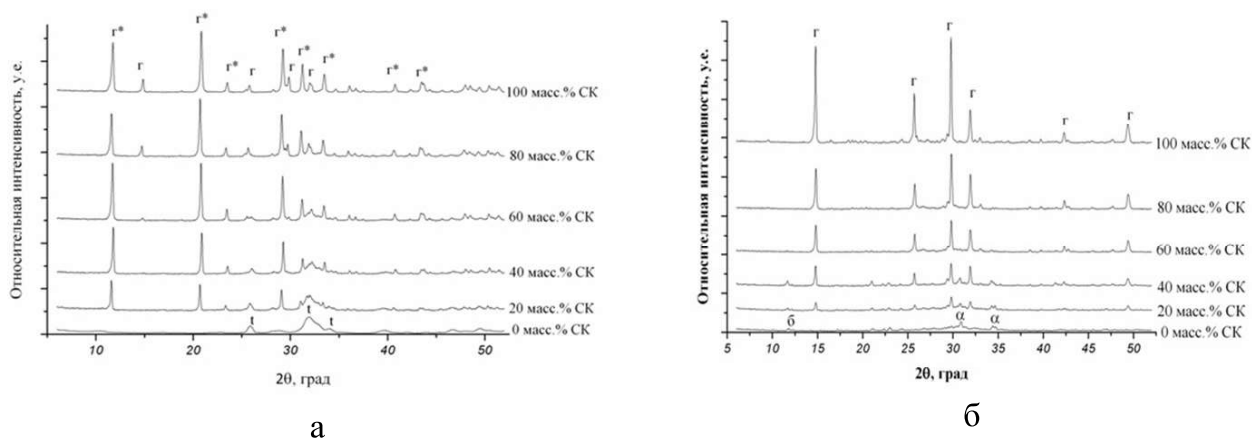 Относительная интенсивность, у.е.
г*
г
г*
г*
г
г*
г
г*
г
г*
г*
г*
100 масс.% СК
80 масс.% СК
60 масс.% СК
40 масс.% СК
20 масс.% СК
t
t
t
0 масс.% СК
10
20
30
40
50
2θ, град
а
Относительная интенсивность, у.е.
г
г
г
г
г
г
100 масс.% СК
80 масс.% СК
60 масс.% СК
40 масс.% СК
20 масс.% СК
б
α
α
0 масс.% СК
5
10
15
20
25
30
35
40
45
50
2θ, град
б